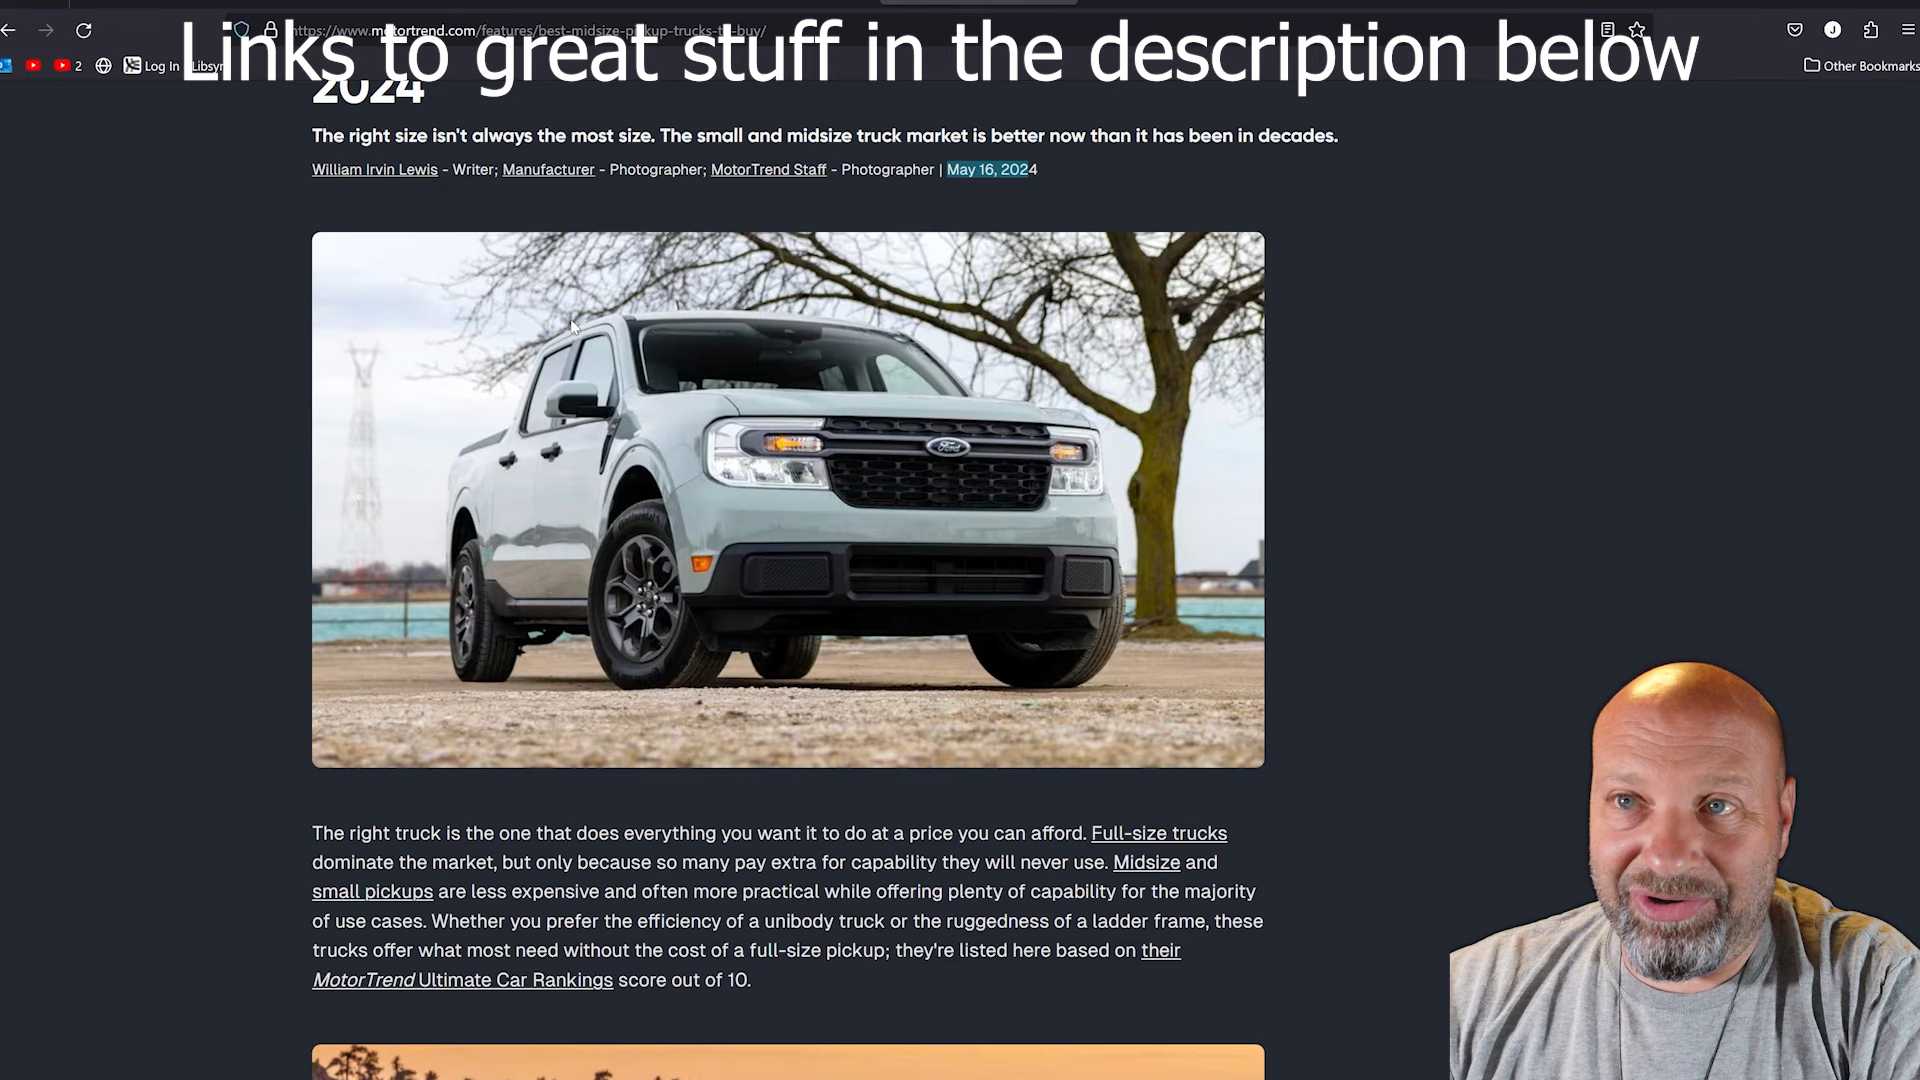 https://www.motortrend.com/features/best-midsize-pickup-trucks-to-buy/
Links to great stuff in the description below
2
Log In
Libsyn
Other Bookmarks
2024
The right size isn't always the most size. The small and midsize truck market is better now than it has been in decades.
William Irvin Lewis - Writer; Manufacturer - Photographer; MotorTrend Staff - Photographer | May 16, 2024
Ford
The right truck is the one that does everything you want it to do at a price you can afford. Full-size trucks
dominate the market, but only because so many pay extra for capability they will never use. Midsize and
small pickups are less expensive and often more practical while offering plenty of capability for the majority
of use cases. Whether you prefer the efficiency of a unibody truck or the ruggedness of a ladder frame, these
trucks offer what most need without the cost of a full-size pickup; they're listed here based on their
MotorTrend Ultimate Car Rankings score out of 10.